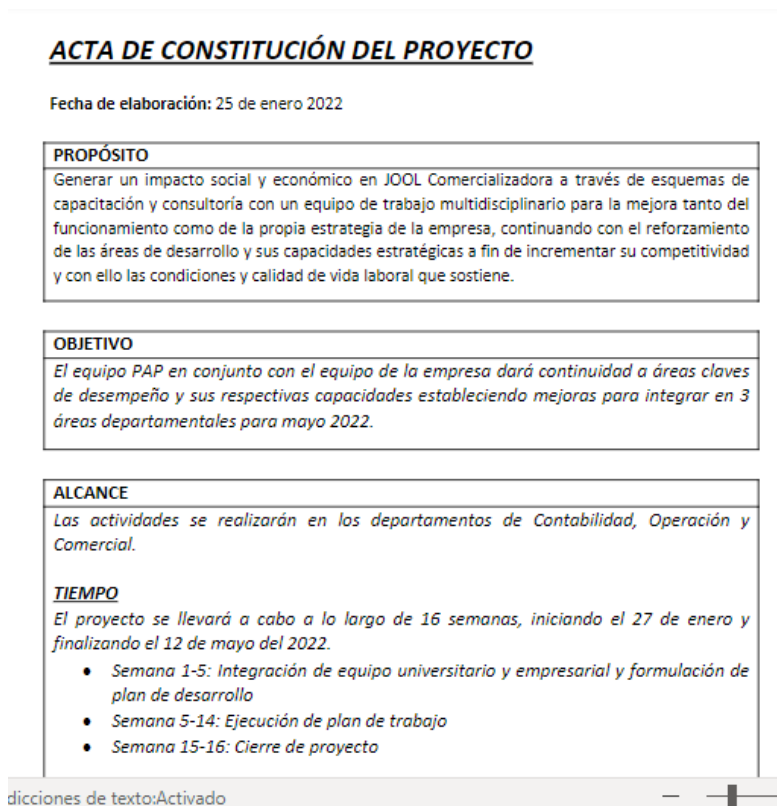 ACTA DE CONSTITUCIÓN DEL PROYECTO
Fecha de elaboración: 25 de enero 2022
PROPÓSITO
Generar un impacto social y económico en JOOL Comercializadora a través de esquemas de
capacitación y consultoría con un equipo de trabajo multidisciplinario para la mejora tanto del
funcionamiento como de la propia estrategia de la empresa, continuando con el reforzamiento
de las áreas de desarrollo y sus capacidades estratégicas a fin de incrementar su competitividad
y con ello las condiciones y calidad de vida laboral que sostiene.
OBJETIVO
El equipo PAP en conjunto con el equipo de la empresa dará continuidad a áreas claves
de desempeño y sus respectivas capacidades estableciendo mejoras para integrar en 3
áreas departamentales para mayo 2022.
ALCANCE
Las actividades se realizarán en los departamentos de Contabilidad, Operación y
Comercial.
TIEMPO
El proyecto se llevará a cabo a lo largo de 16 semanas, iniciando el 27 de enero y
finalizando el 12 de mayo del 2022.
• Semana 1-5: Integración de equipo universitario y empresarial y formulación de
plan de desarrollo
• Semana 5-14: Ejecución de plan de trabajo
• Semana 15-16: Cierre de proyecto
dicciones de texto:Activado